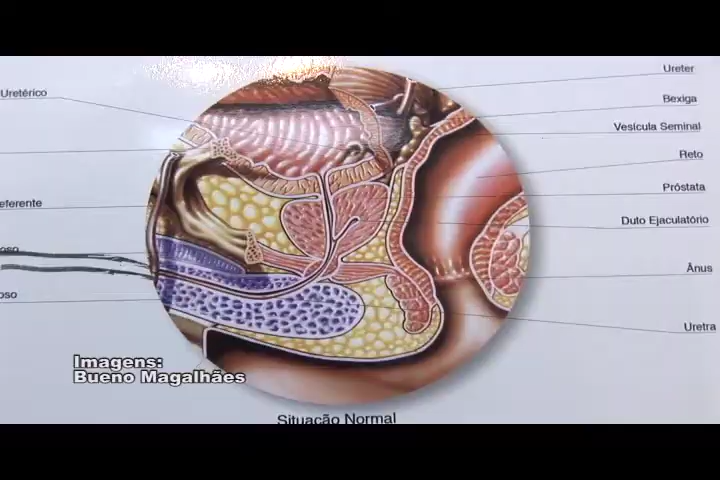 Uretérico
eferente
oso
oso
Ureter
Bexiga
Vesícula Seminal
Reto
Próstata
Duto Ejaculatório
Ânus
Uretra
Imagens:
Bueno Magalhães
Situação Normal